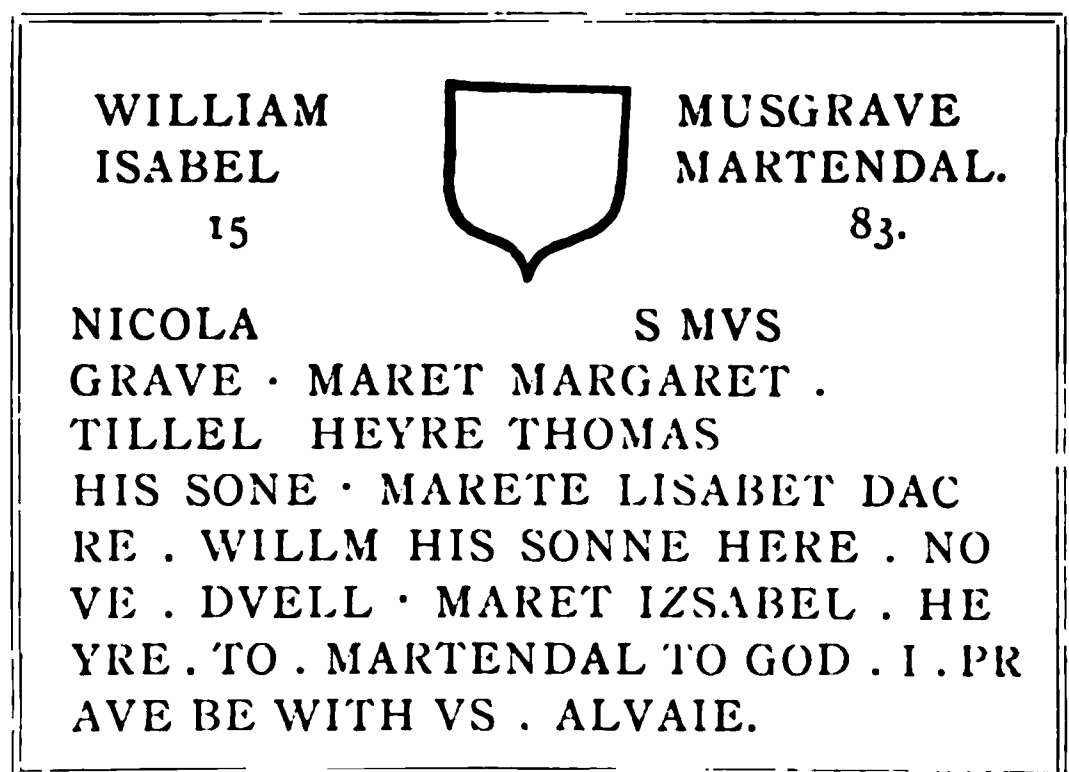 WILLIAM MUSGRAVE
ISABEL MARTENDAL.
15 83.
NICOLA S MVS
GRAVE · MARET MARGARET .
TILLEL HEYRE THOMAS
HIS SONE · MARETE LISABET DAC
RE . WILLM HIS SONNE HERE . NO
VE . DVELL · MARET IZSABEL . HE
YRE . TO . MARTENDAL TO GOD . I . PR
AVE BE WITH VS . ALVAIE.